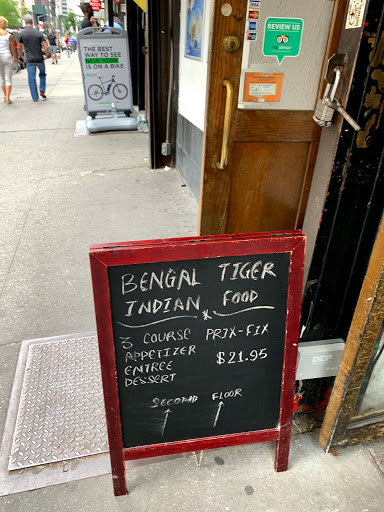 THE BEST
WAY TO SEE
NEW YORK
IS ON A BIKE
REVIEW US
BENGAL TIGER
INDIAN FOOD
3 COURSE PRIX-FIX
APPETIZER $21.95
ENTREE
DESSERT
SECOND FLOOR